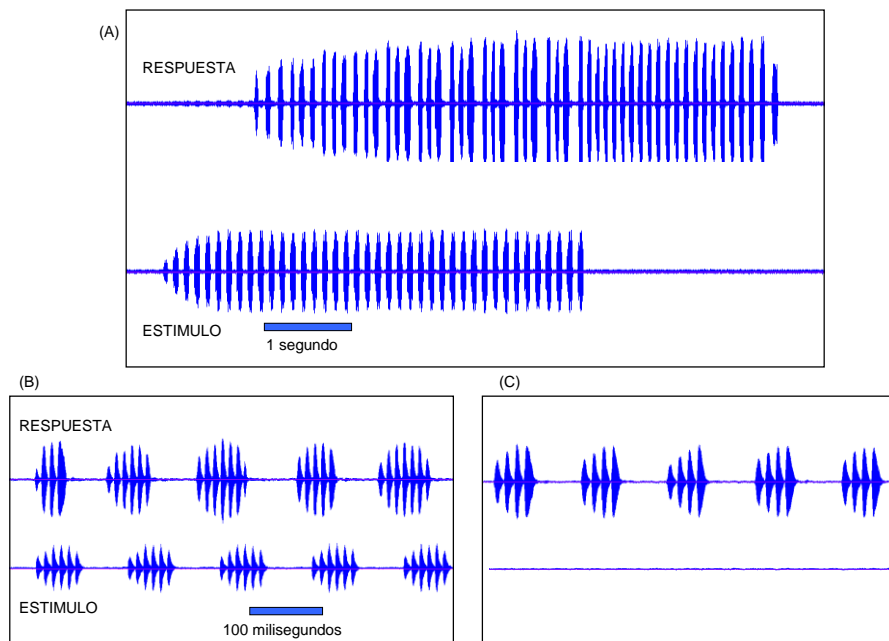 (A)
RESPUESTA
ESTIMULO
1 segundo
(B)
(C)
RESPUESTA
ESTIMULO
100 milisegundos